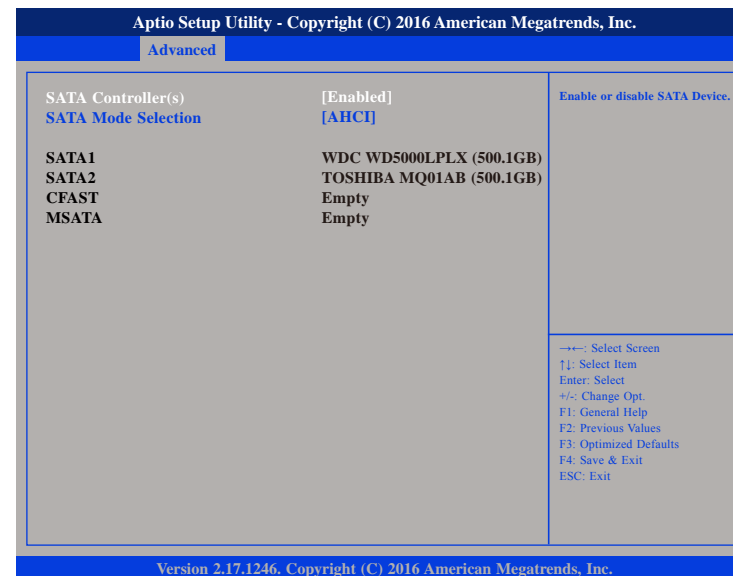 Aptio Setup Utility - Copyright (C) 2016 American Megatrends, Inc.
Advanced
SATA Controller(s) [Enabled]
SATA Mode Selection [AHCI]
SATA1 WDC WD5000LPLX (500.1GB)
SATA2 TOSHIBA MQ01AB (500.1GB)
CFAST Empty
MSATA Empty
Enable or disable SATA Device.
→←: Select Screen
↑↓: Select Item
Enter: Select
+/-: Change Opt.
F1: General Help
F2: Previous Values
F3: Optimized Defaults
F4: Save & Exit
ESC: Exit
Version 2.17.1246. Copyright (C) 2016 American Megatrends, Inc.